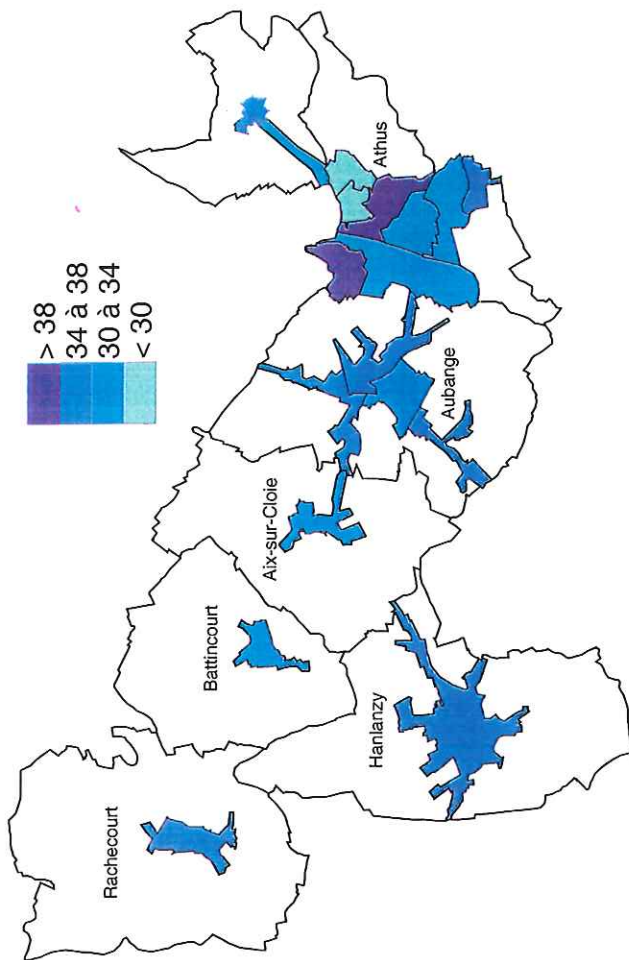 > 38
34 à 38
30 à 34
< 30
Athus
Aubange
Aix-sur-Cloie
Battincourt
Hanlanzy
Rachecourt